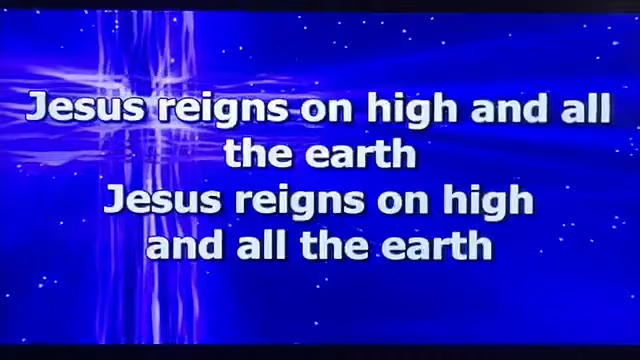 Jesus reigns on high and all
the earth
Jesus reigns on high
and all the earth